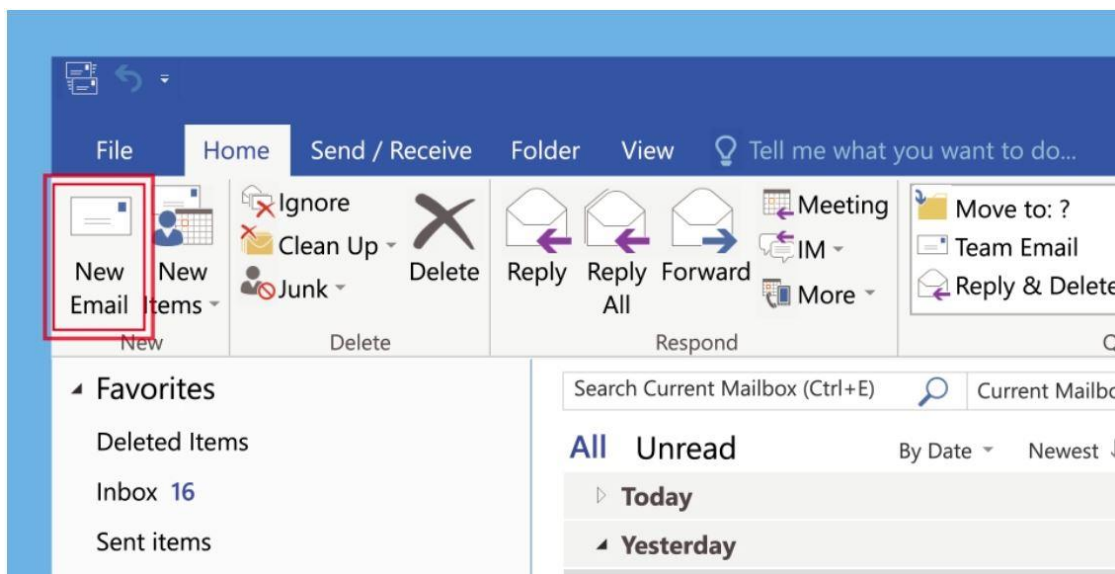 File Home Send / Receive Folder View Tell me what you want to do...
New
Email
New
Items
New
Ignore
Clean Up
Junk
Delete
Delete
Reply
Reply
All
Forward
Meeting
IM
More
Respond
Move to: ?
Team Email
Reply & Delete
Favorites
Deleted Items
Inbox 16
Sent items
Search Current Mailbox (Ctrl+E) Current
All Unread By Date Newest
Today
Yesterday